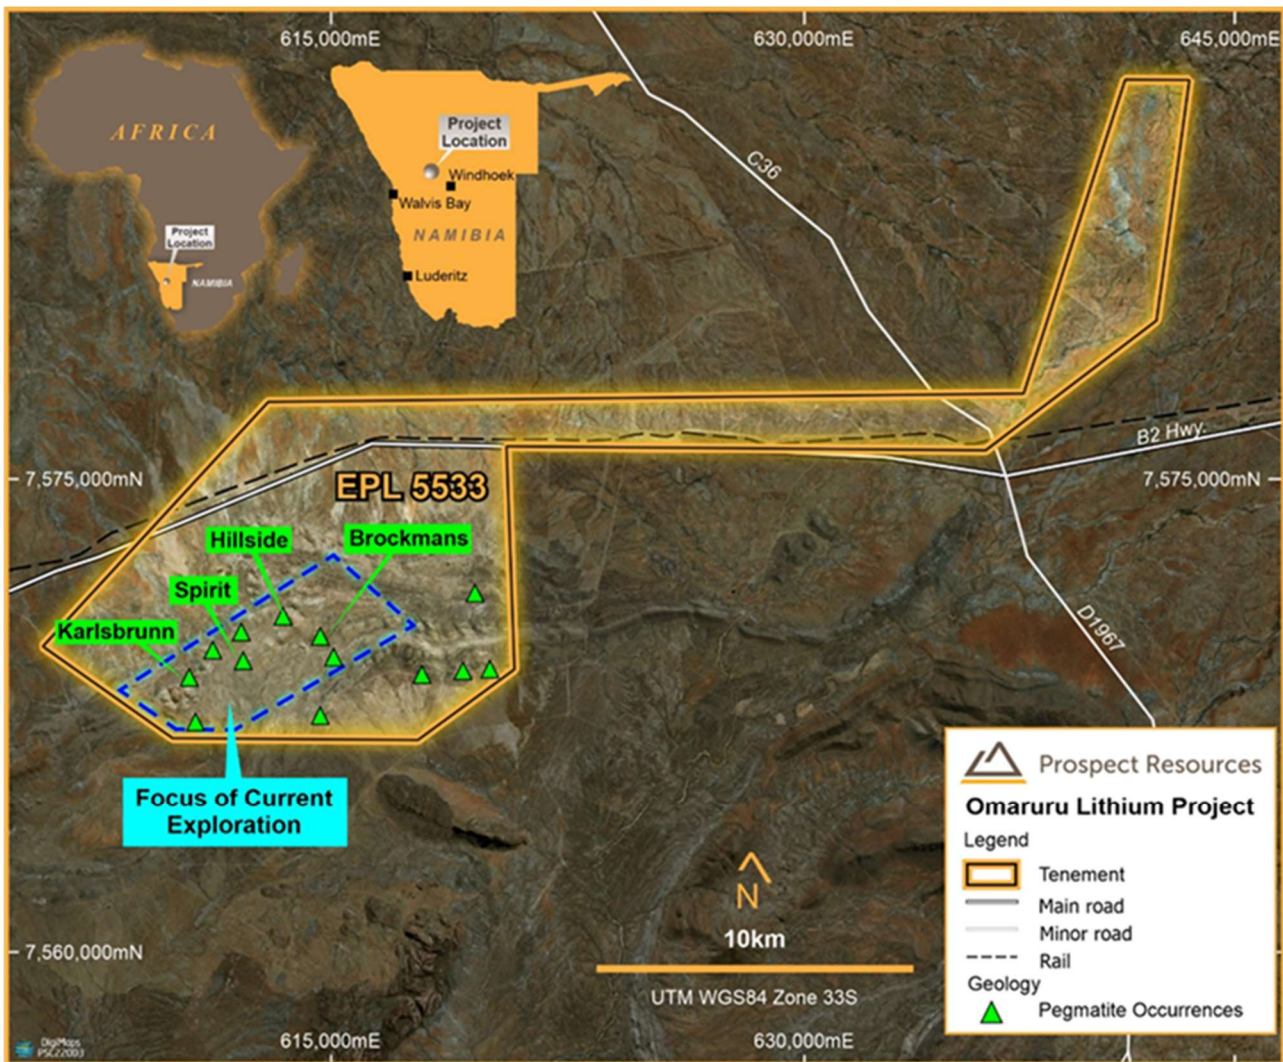 615,000mE
630,000mE
645,000mE
AFRICA
Project
Location
NAMIBIA
Project
Location
Windhoek
Walvis Bay
NAMIBIA
Luderitz
C36
B2 Hwy.
7,575,000mN
7,575,000mN
EPL 5533
Hillside
Brockmans
Spirit
Karlsbrunn
D1967
Focus of Current
Exploration
7,560,000mN
N
10km
UTM WGS84 Zone 33S
Prospect Resources
Omaruru Lithium Project
Legend
Tenement
Main road
Minor road
Rail
Geology
Pegmatite Occurrences
DigiMaps
PSC22003
615,000mE
630,000mE